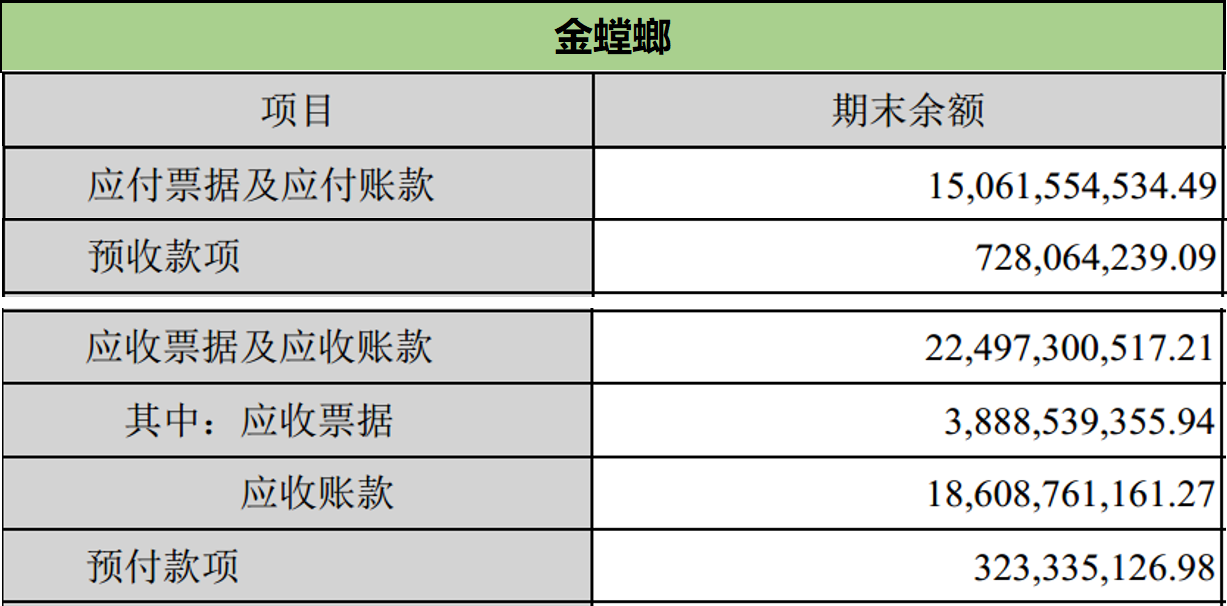 金螳螂
项目 期末余额
应付票据及应付账款 15,061,554,534.49
预收款项 728,064,239.09
应收票据及应收账款 22,497,300,517.21
其中：应收票据 3,888,539,355.94
应收账款 18,608,761,161.27
预付款项 323,335,126.98